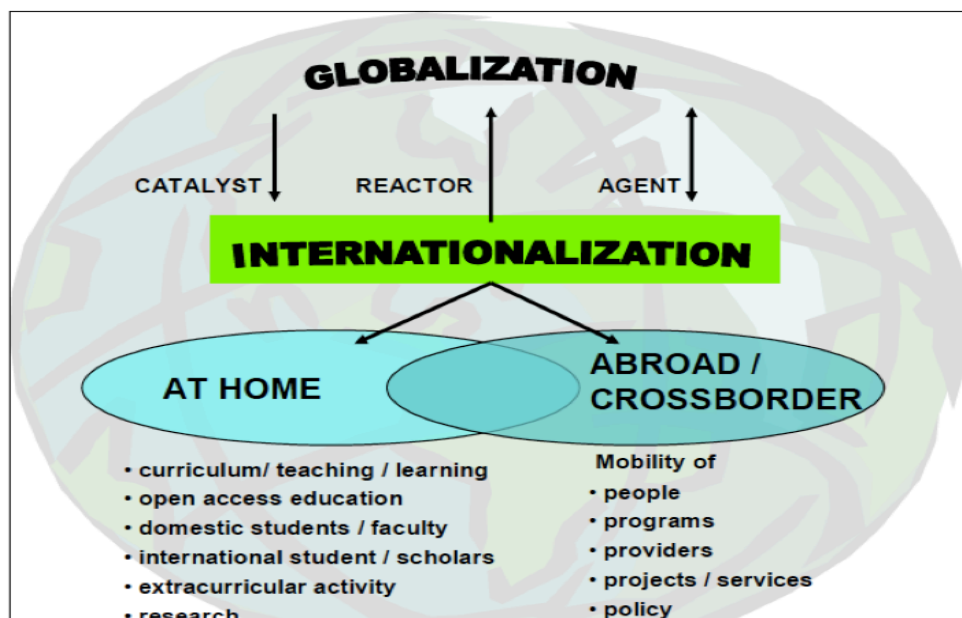 GLOBALIZATION
CATALYST
REACTOR
AGENT
INTERNATIONALIZATION
AT HOME
ABROAD /
CROSSBORDER
• curriculum/ teaching / learning
• open access education
• domestic students / faculty
• international student / scholars
• extracurricular activity
• research
Mobility of
• people
• programs
• providers
• projects / services
• policy